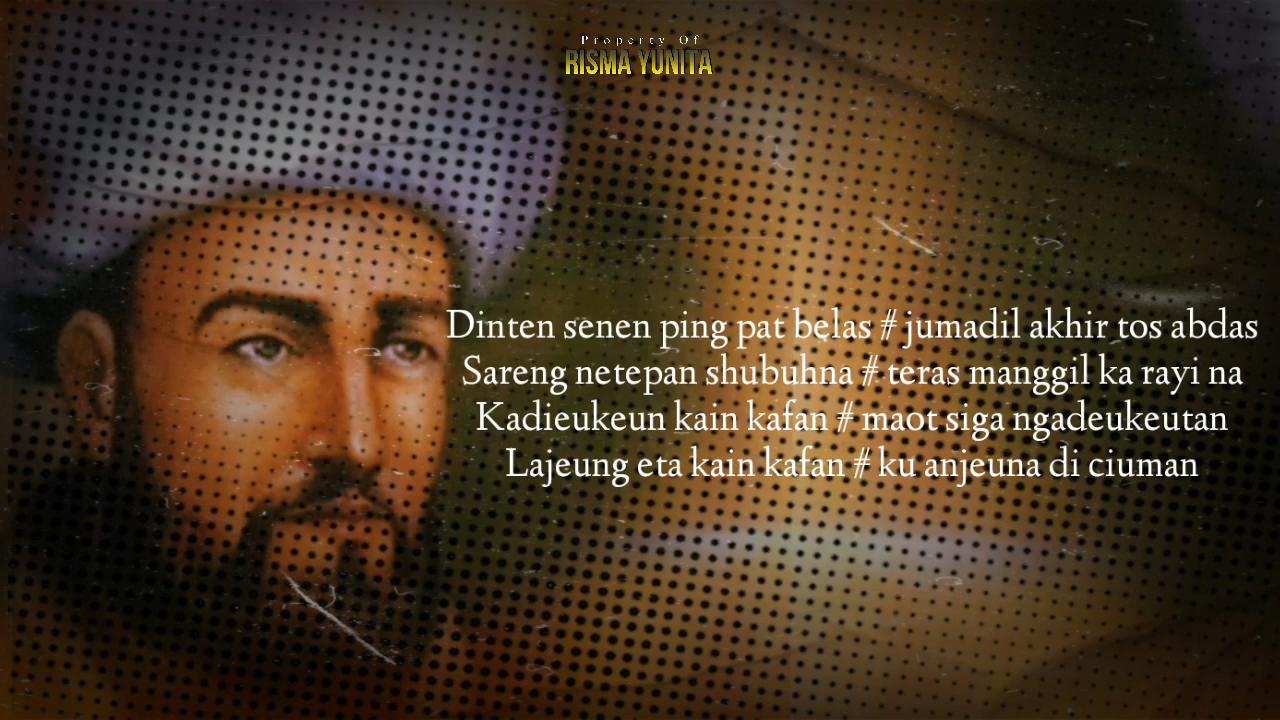 Property Of
RISMA YUNITA
Dinten senen ping pat belas # jumadil akhir tos abdas
Sareng netepan shubuhna # teras manggil ka rayi na
Kadieukeun kain kafan # maot siga ngadeukeutan
Lajeung eta kain kafan # ku anjeuna di ciuman